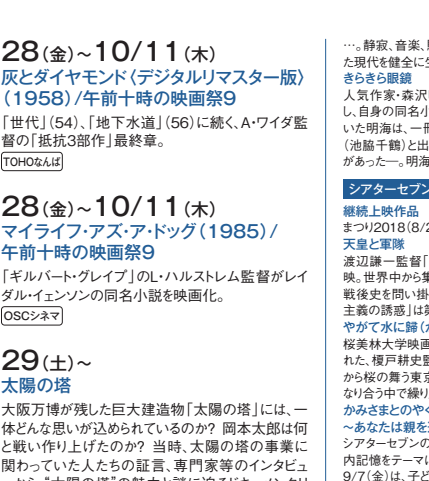 28(金)～10/11(木)
灰とダイヤモンド〈デジタルリマスター版〉
(1958)/午前十時の映画祭9
「世代」(54)、「地下水道」(56)に続く、A・ワイダ監
督の「抵抗3部作」最終章。
TOHOなんば
28(金)～10/11(木)
マイライフ・アズ・ア・ドッグ(1985)/
午前十時の映画祭9
「ギルバート・グレイプ」のL・ハルストレム監督がレイ
ダル・イェンソンの同名小説を映画化。
OSCシネマ
29(土)～
太陽の塔
大阪万博が残した巨大建造物「太陽の塔」には、一
体どんな思いが込められているのか? 岡本太郎は何
と戦い作り上げたのか? 当時、太陽の塔の事業に
関わっていた人たちの証言、専門家等のインタビュ
…。静寂、音楽、
た現代を健全に生
きらきら眼鏡
人気作家・森沢
し、自身の同名小
いた明海は、一冊
(池脇千鶴)と出
があった―。明海
シアターセブン
継続上映作品
まつり2018(8/2
天皇と軍隊
渡辺謙一監督「
映。世界中から集
戦後史を問い掛
主義の誘惑」は
やがて水に歸(
桜美林大学映画
れた、榎戸耕史監
から桜の舞う東京
なり合う中で繰り
かみさまとのやく
～あなたは親を
シアターセブンの
内記憶をテーマに
9/7(金)は、子ど